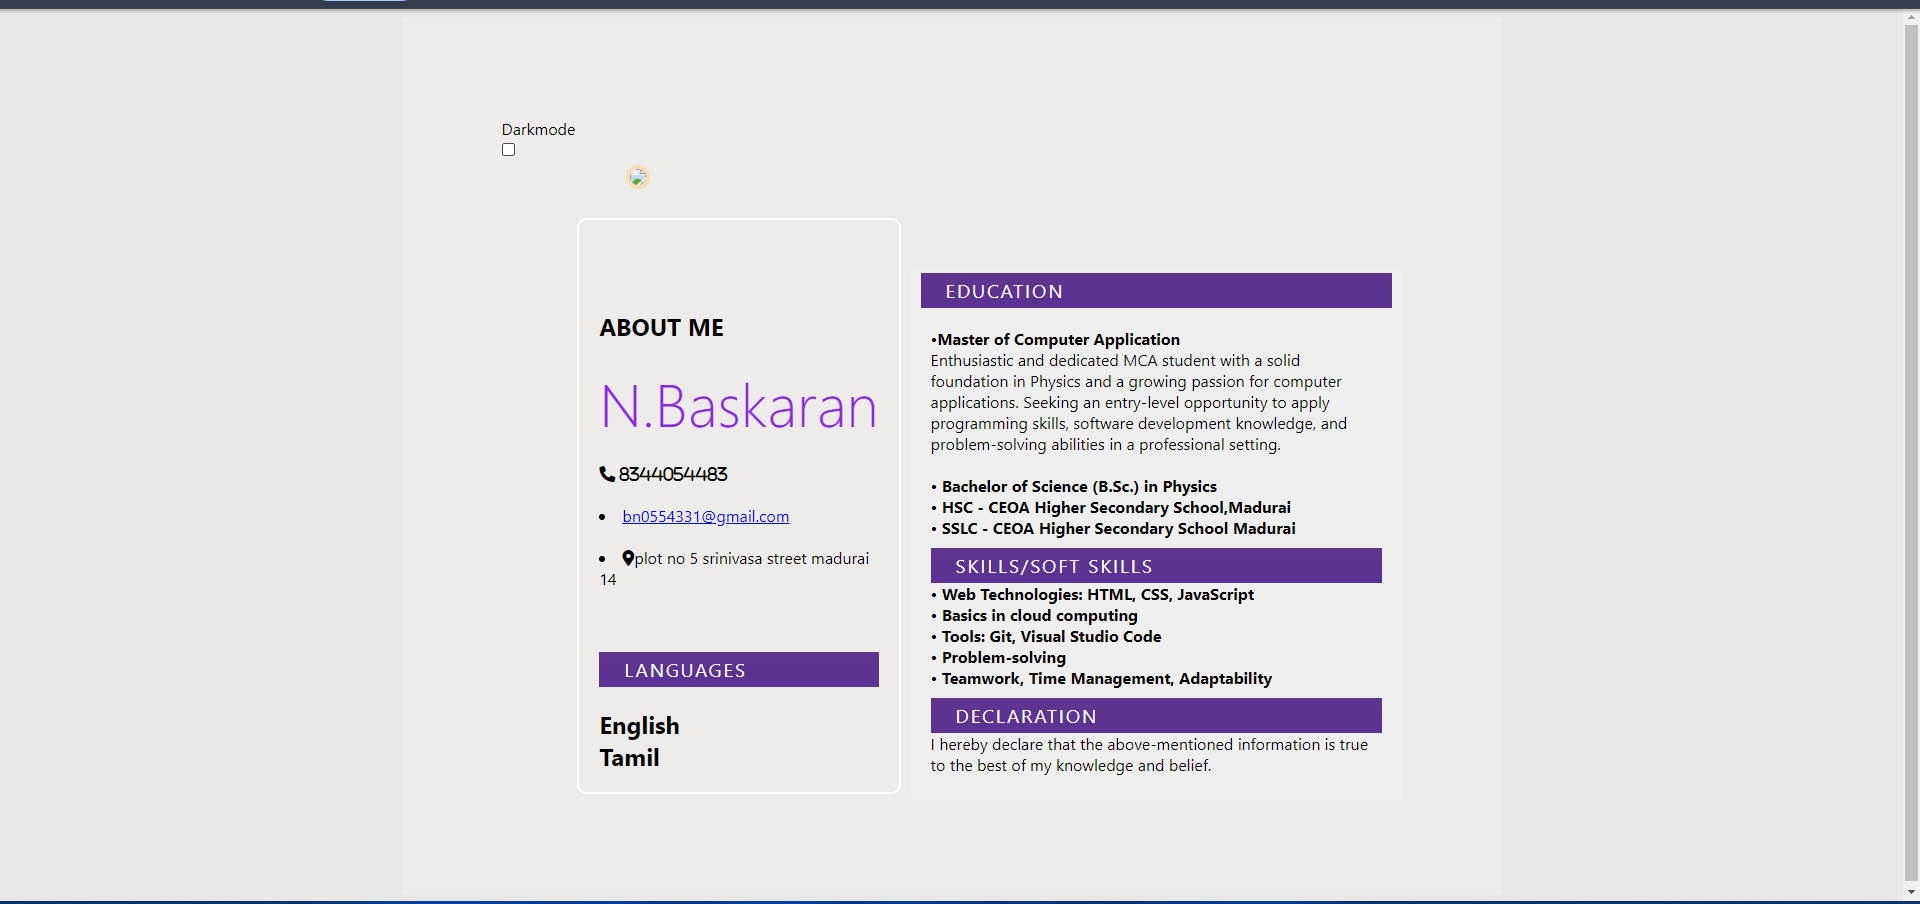 Darkmode
ABOUT ME
N.Baskaran
8344054483
• bn0554331@gmail.com
• plot no 5 srinivasa street madurai
14
LANGUAGES
English
Tamil
EDUCATION
•Master of Computer Application
Enthusiastic and dedicated MCA student with a solid
foundation in Physics and a growing passion for computer
applications. Seeking an entry-level opportunity to apply
programming skills, software development knowledge, and
problem-solving abilities in a professional setting.
• Bachelor of Science (B.Sc.) in Physics
• HSC - CEOA Higher Secondary School,Madurai
• SSLC - CEOA Higher Secondary School Madurai
SKILLS/SOFT SKILLS
• Web Technologies: HTML, CSS, JavaScript
• Basics in cloud computing
• Tools: Git, Visual Studio Code
• Problem-solving
• Teamwork, Time Management, Adaptability
DECLARATION
I hereby declare that the above-mentioned information is true
to the best of my knowledge and belief.